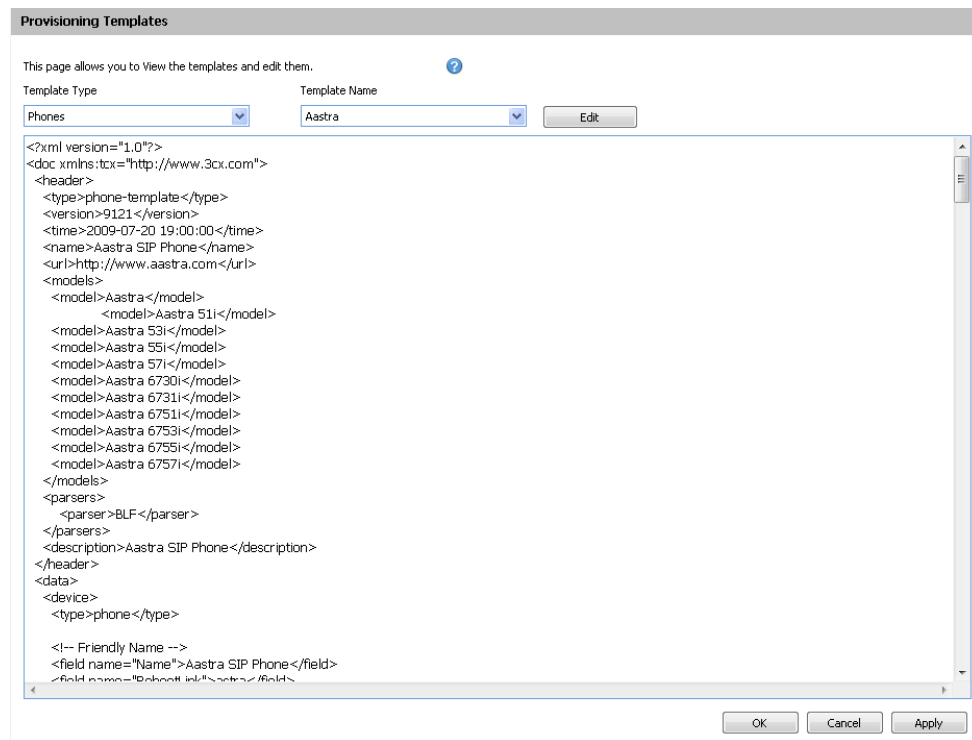 Provisioning Templates
This page allows you to View the templates and edit them.
Template Type Template Name
Phones Aastra Edit
<?xml version="1.0"?>
<doc xmlns:tcx="http://www.3cx.com">
<header>
<type>phone-template</type>
<version>9121</version>
<time>2009-07-20 19:00:00</time>
<name>Aastra SIP Phone</name>
<url>http://www.aastra.com</url>
<models>
<model>Aastra</model>
<model>Aastra 51i</model>
<model>Aastra 53i</model>
<model>Aastra 55i</model>
<model>Aastra 57i</model>
<model>Aastra 6730i</model>
<model>Aastra 6731i</model>
<model>Aastra 6751i</model>
<model>Aastra 6753i</model>
<model>Aastra 6755i</model>
<model>Aastra 6757i</model>
</models>
<parsers>
<parser>BLF</parser>
</parsers>
<description>Aastra SIP Phone</description>
</header>
<data>
<device>
<type>phone</type>
<!-- Friendly Name -->
<field name="Name">Aastra SIP Phone</field>
<field name="RebootLink">astra</field>
OK Cancel Apply